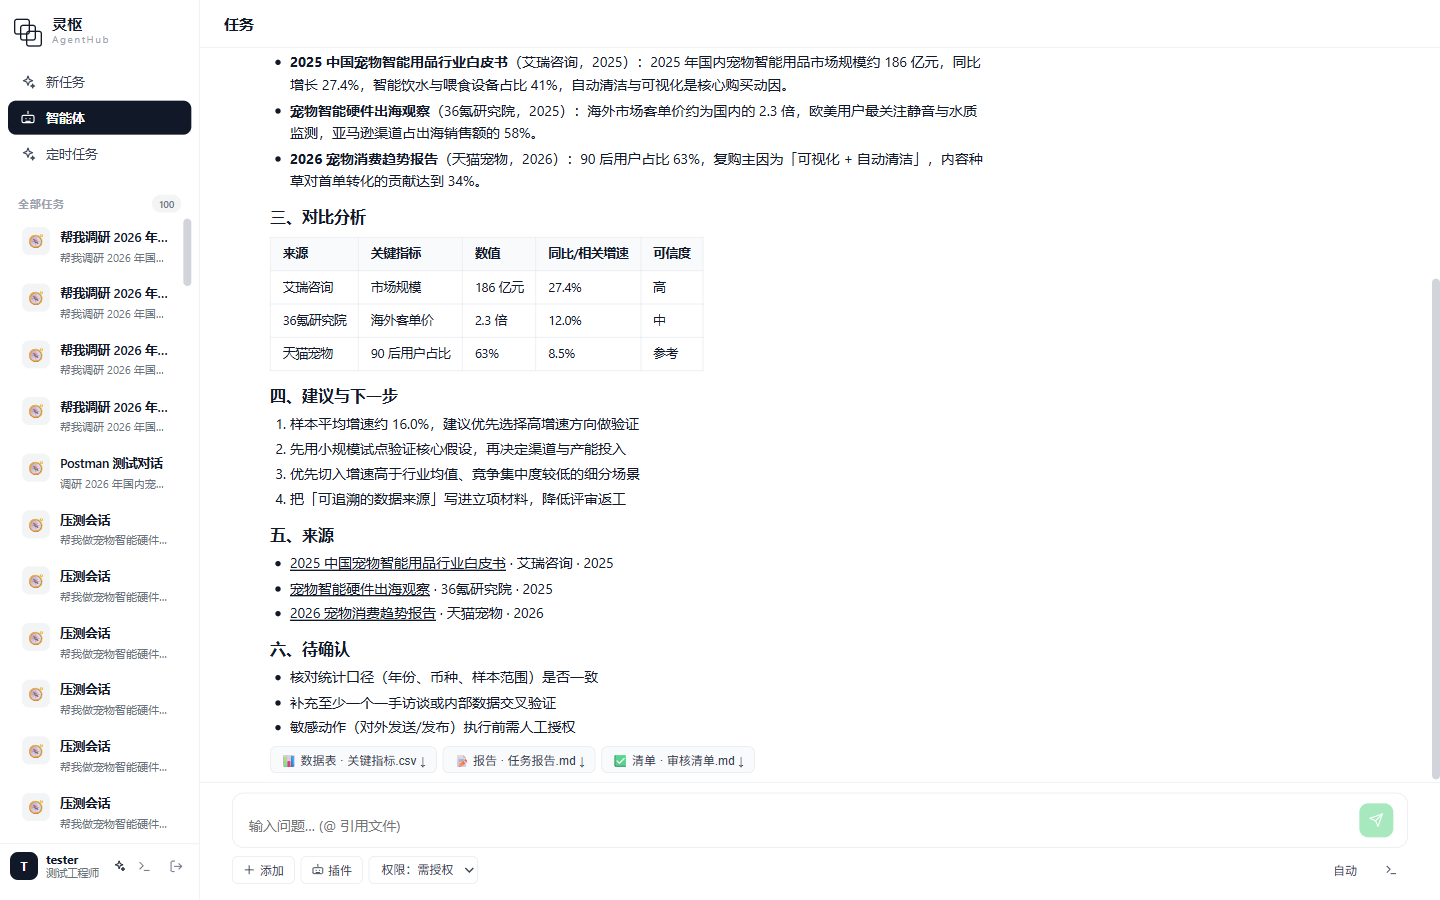 灵枢
AgentHub
新任务
智能体
定时任务
全部任务 100
帮我调研 2026 年...
帮我调研 2026 年国...
帮我调研 2026 年...
帮我调研 2026 年国...
帮我调研 2026 年...
帮我调研 2026 年国...
帮我调研 2026 年...
帮我调研 2026 年国...
Postman 测试对话
调研 2026 年国内宠...
压测会话
帮我做宠物智能硬件...
压测会话
帮我做宠物智能硬件...
压测会话
帮我做宠物智能硬件...
压测会话
帮我做宠物智能硬件...
压测会话
帮我做宠物智能硬件...
压测会话
帮我做宠物智能硬件...
T
tester
测试工程师
任务
2025 中国宠物智能用品行业白皮书（艾瑞咨询，2025）：2025 年国内宠物智能用品市场规模约 186 亿元，同比
增长 27.4%，智能饮水与喂食设备占比 41%，自动清洁与可视化是核心购买动因。
宠物智能硬件出海观察（36氪研究院，2025）：海外市场客单价约为国内的 2.3 倍，欧美用户最关注静音与水质
监测，亚马逊渠道占出海销售额的 58%。
2026 宠物消费趋势报告（天猫宠物，2026）：90 后用户占比 63%，复购主因为「可视化 + 自动清洁」，内容种
草对首单转化的贡献达到 34%。
三、对比分析
来源 关键指标 数值 同比/相关增速 可信度
艾瑞咨询 市场规模 186 亿元 27.4% 高
36氪研究院 海外客单价 2.3 倍 12.0% 中
天猫宠物 90 后用户占比 63% 8.5% 参考
四、建议与下一步
1. 样本平均增速约 16.0%，建议优先选择高增速方向做验证
2. 先用小规模试点验证核心假设，再决定渠道与产能投入
3. 优先切入增速高于行业均值、竞争集中度较低的细分场景
4. 把「可追溯的数据来源」写进立项材料，降低评审返工
五、来源
2025 中国宠物智能用品行业白皮书 · 艾瑞咨询 · 2025
宠物智能硬件出海观察 · 36氪研究院 · 2025
2026 宠物消费趋势报告 · 天猫宠物 · 2026
六、待确认
核对统计口径（年份、币种、样本范围）是否一致
补充至少一个一手访谈或内部数据交叉验证
敏感动作（对外发送/发布）执行前需人工授权
数据表 · 关键指标.csv ↓ 报告 · 任务报告.md ↓ 清单 · 审核清单.md ↓
输入问题... (@ 引用文件)
添加 插件 权限：需授权 自动